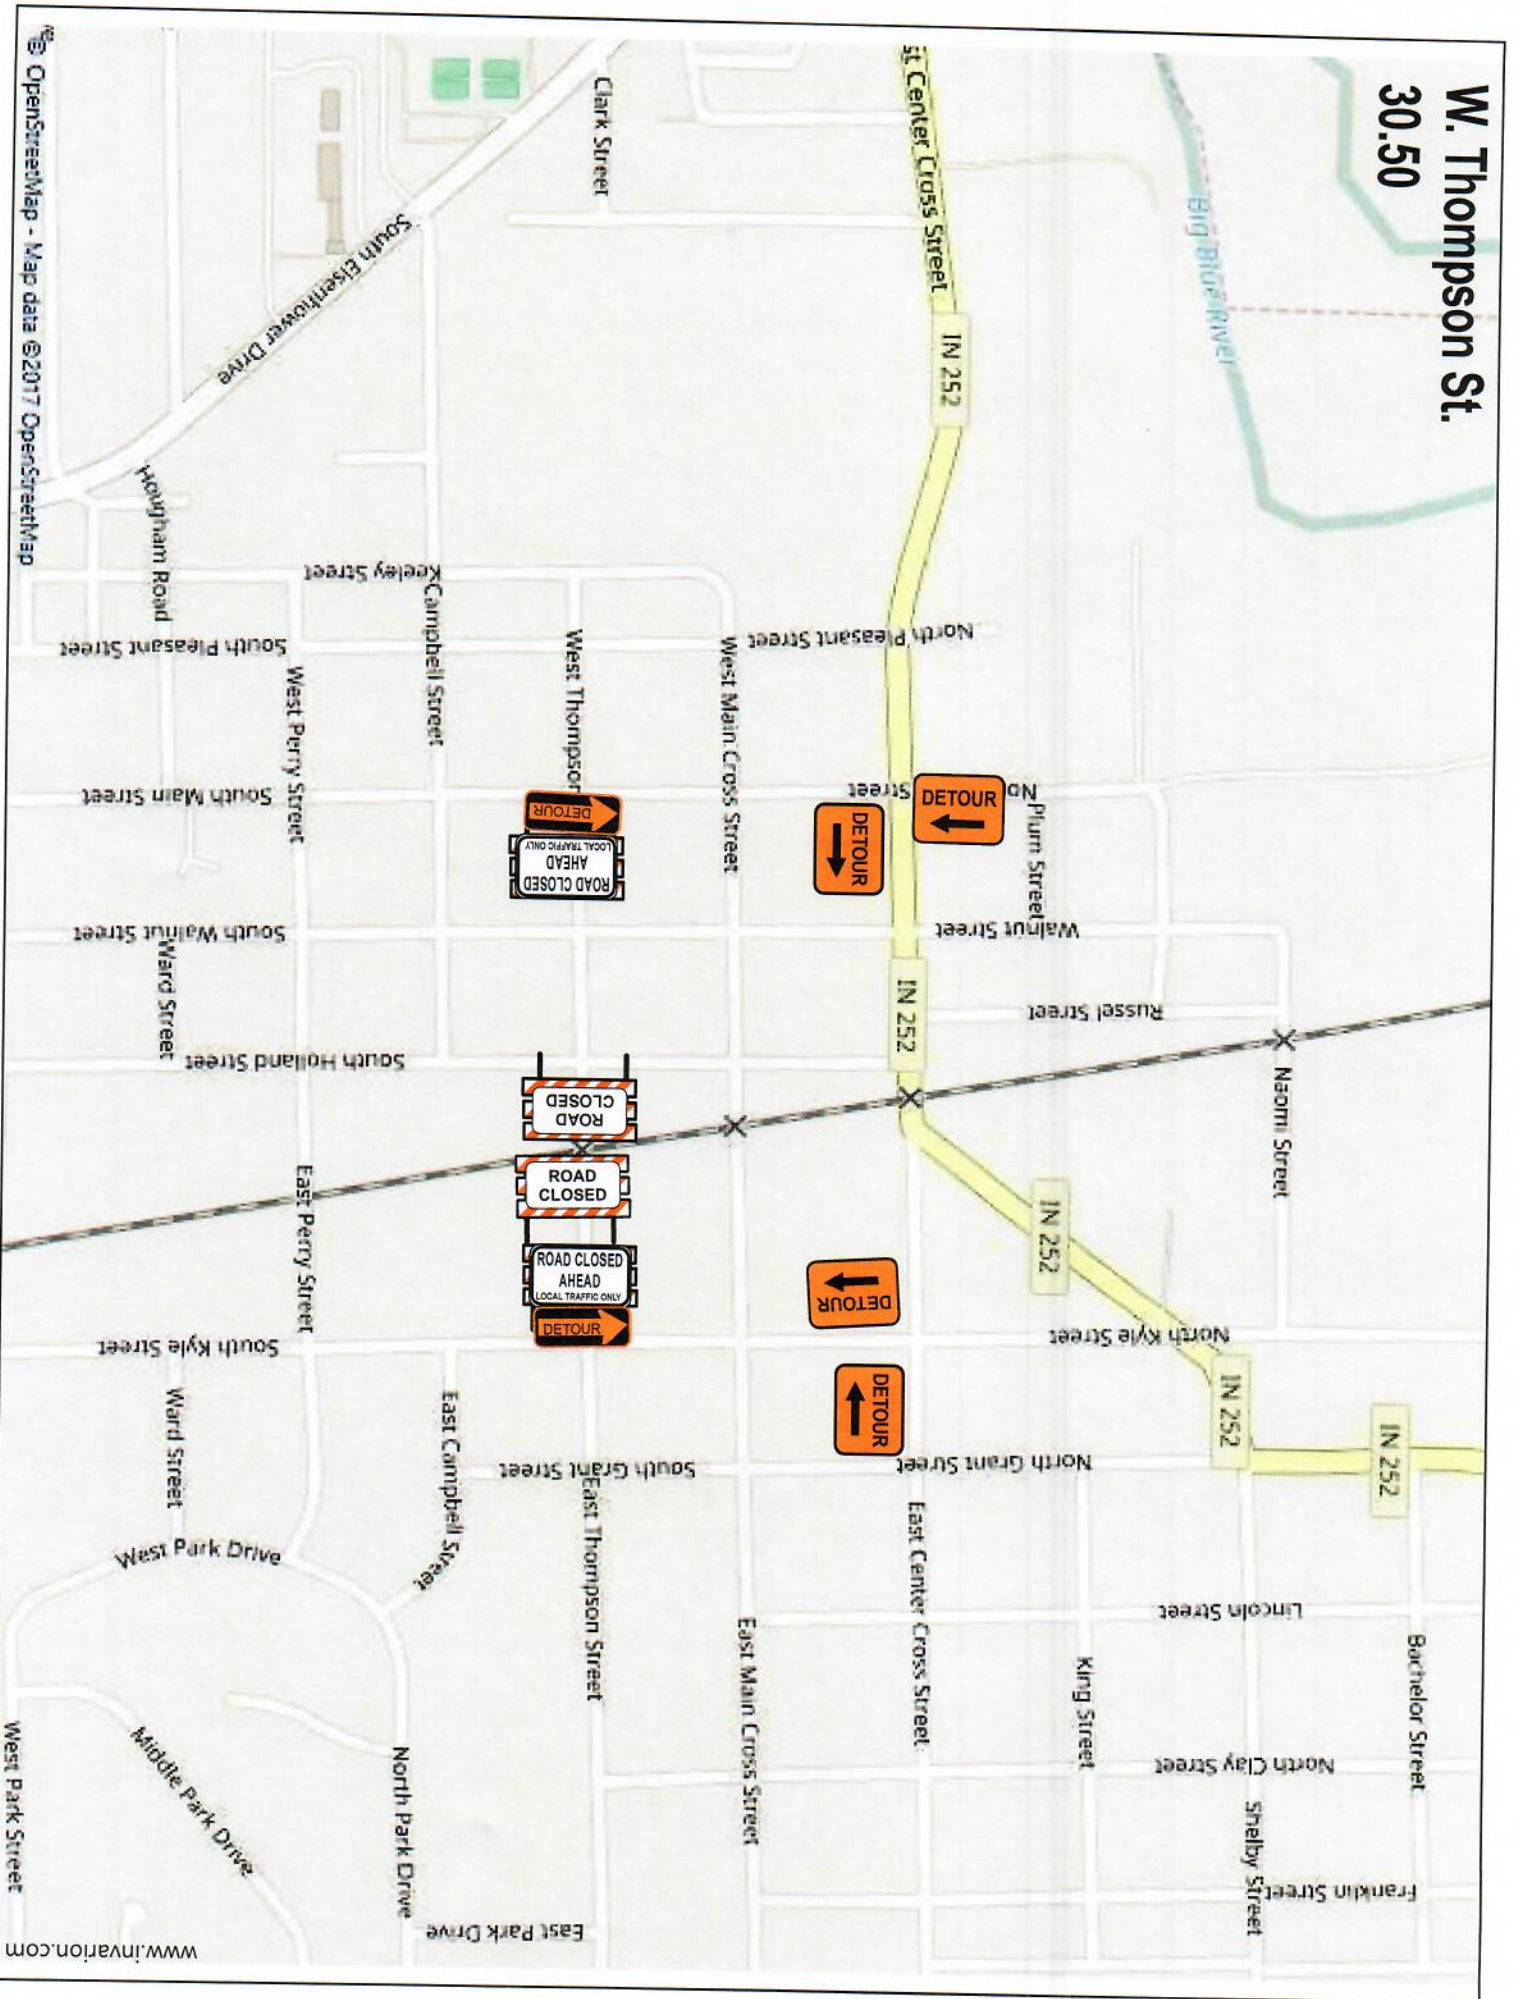 W. Thompson St.
30.50
Big Blue River
st Center Cross Street
IN 252
Clark Street
South Eisenhower Drive
Hougham Road
Keeley Street
Campbell Street
South Pleasant Street
North Pleasant Street
West Perry Street
West Thompson
West Main Cross Street
South Main Street
Street
No
Plum Street
DETOUR
DETOUR
DETOUR
ROAD CLOSED
AHEAD
LOCAL TRAFFIC ONLY
South Walnut Street
Walnut Street
Ward Street
IN 252
Russel Street
South Holland Street
Naomi Street
ROAD
CLOSED
ROAD
CLOSED
East Perry Street
IN 252
ROAD CLOSED
AHEAD
LOCAL TRAFFIC ONLY
DETOUR
DETOUR
DETOUR
South Kyle Street
North Kyle Street
IN 252
IN 252
Ward Street
East Campbell Street
South Grant Street
North Grant Street
East Thompson Street
East Center Cross Street
West Park Drive
Lincoln Street
East Main Cross Street
King Street
Bachelor Street
North Clay Street
Middle Park Drive
North Park Drive
West Park Street
Shelby Street
Franklin Street
East Park Drive
© OpenStreetMap - Map data ©2017 OpenStreetMap
www.invarion.com